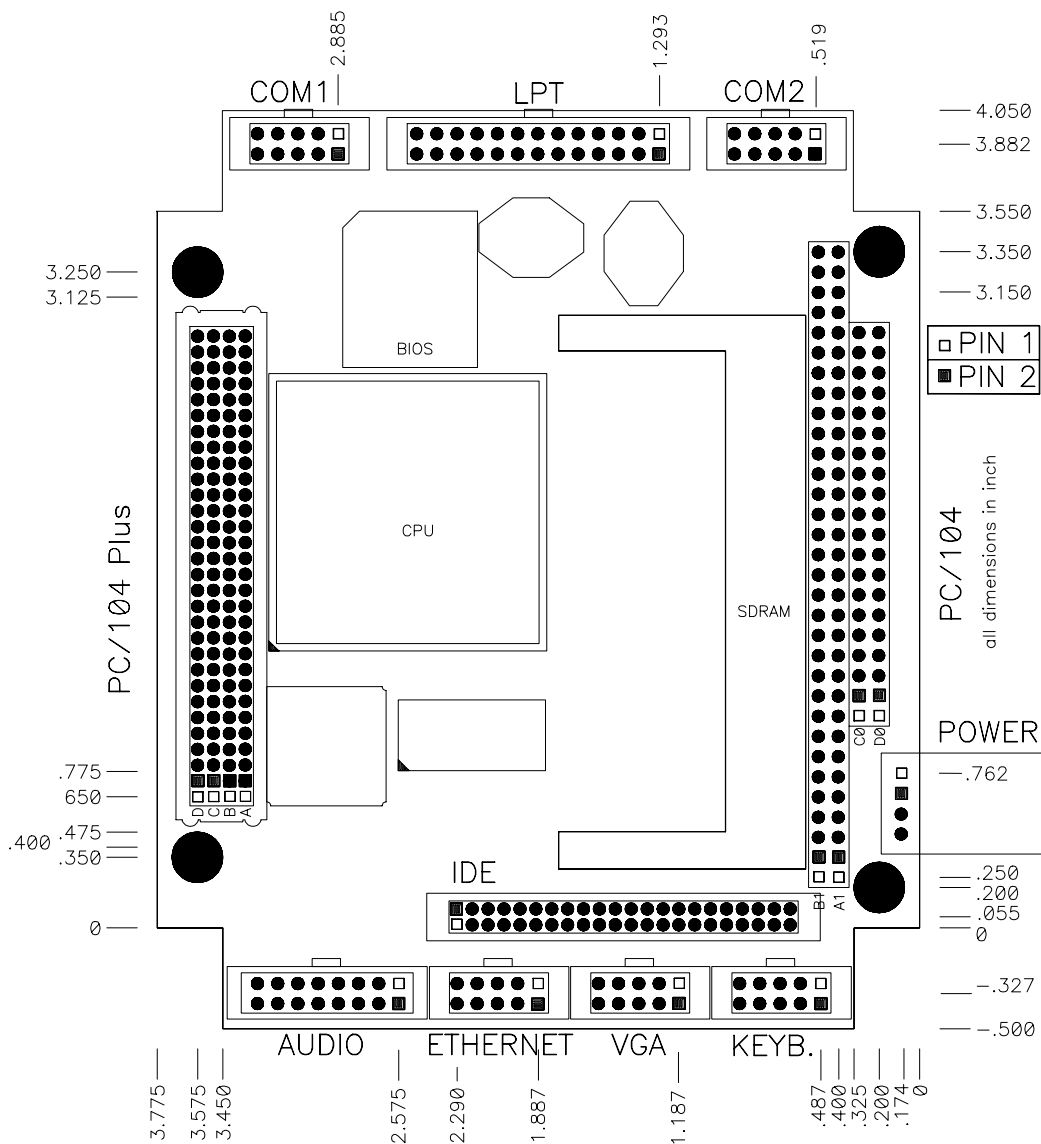 2.885
1.293
.519
COM1
LPT
COM2
4.050
3.882
3.550
3.350
3.150
3.250
3.125
PIN 1
PIN 2
BIOS
CPU
SDRAM
PC/104 Plus
PC/104
all dimensions in inch
C0
D0
POWER
.762
.775
650
.475
.400
.350
0
D
C
B
A
IDE
B1
A1
.250
.200
.055
0
-.327
-.500
AUDIO
ETHERNET
VGA
KEYB.
3.775
3.575
3.450
2.575
2.290
1.887
1.187
.487
.400
.325
.200
.174
0